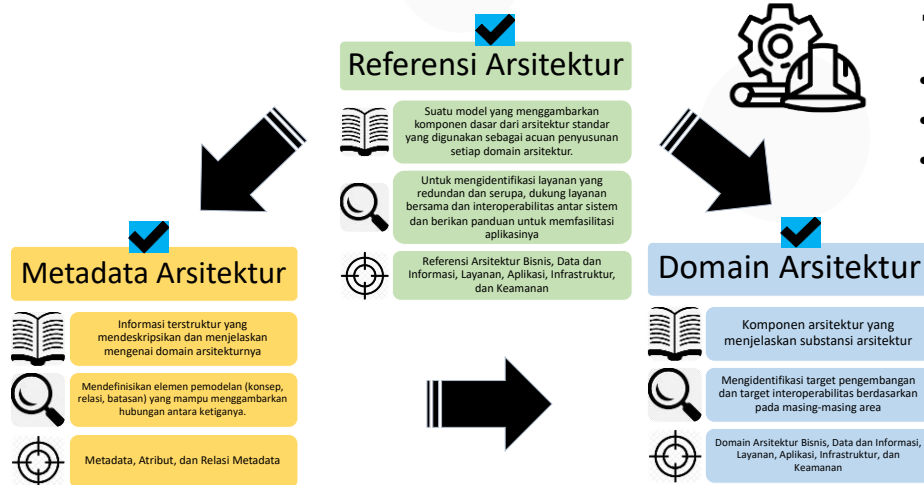 Referensi Arsitektur
Suatu model yang menggambarkan
komponen dasar dari arsitektur standar
yang digunakan sebagai acuan penyusunan
setiap domain arsitektur.
Untuk mengidentifikasi layanan yang
redundan dan serupa, dukung layanan
bersama dan interoperabilitas antar sistem
dan berikan panduan untuk memfasilitasi
aplikasinya
Referensi Arsitektur Bisnis, Data dan
Informasi, Layanan, Aplikasi, Infrastruktur,
dan Keamanan
Metadata Arsitektur
Informasi terstruktur yang
mendeskripsikan dan menjelaskan
mengenai domain arsitekturnya
Mendefinisikan elemen pemodelan (konsep,
relasi, batasan) yang mampu menggambarkan
hubungan antara ketiganya.
Metadata, Atribut, dan Relasi Metadata
Domain Arsitektur
Komponen arsitektur yang
menjelaskan substansi arsitektur
Mengidentifikasi target pengembangan
dan target interoperabilitas berdasarkan
pada masing-masing area
Domain Arsitektur Bisnis, Data dan Informasi,
Layanan, Aplikasi, Infrastruktur, dan
Keamanan